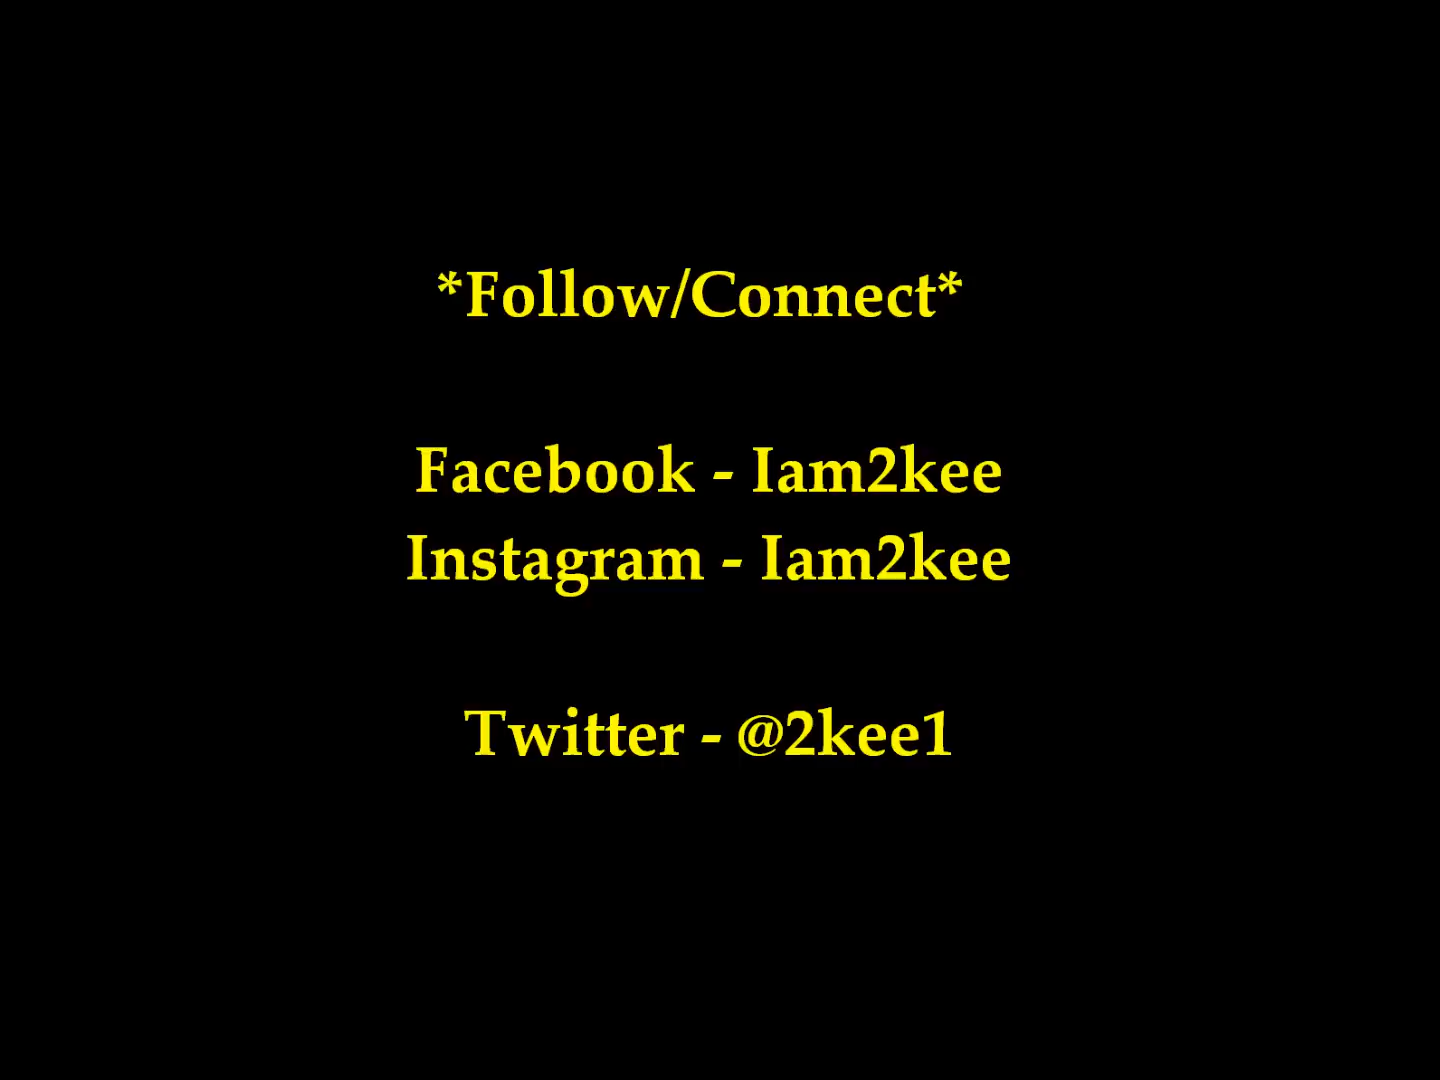 *Follow/Connect*
Facebook - Iam2kee
Instagram - Iam2kee
Twitter - @2kee1